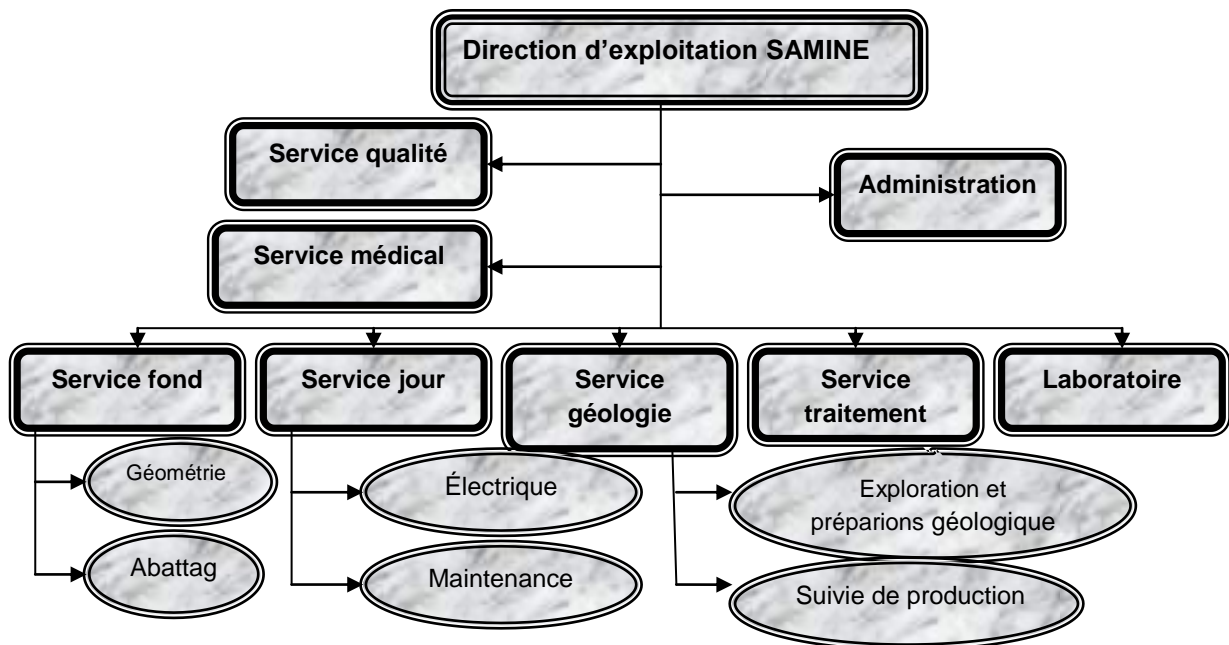 Direction d’exploitation SAMINE
Service qualité
Administration
Service médical
Service fond
Service jour
Service
géologie
Service
traitement
Laboratoire
Géométrie
Électrique
Exploration et
préparions géologique
Abattag
Maintenance
Suivie de production